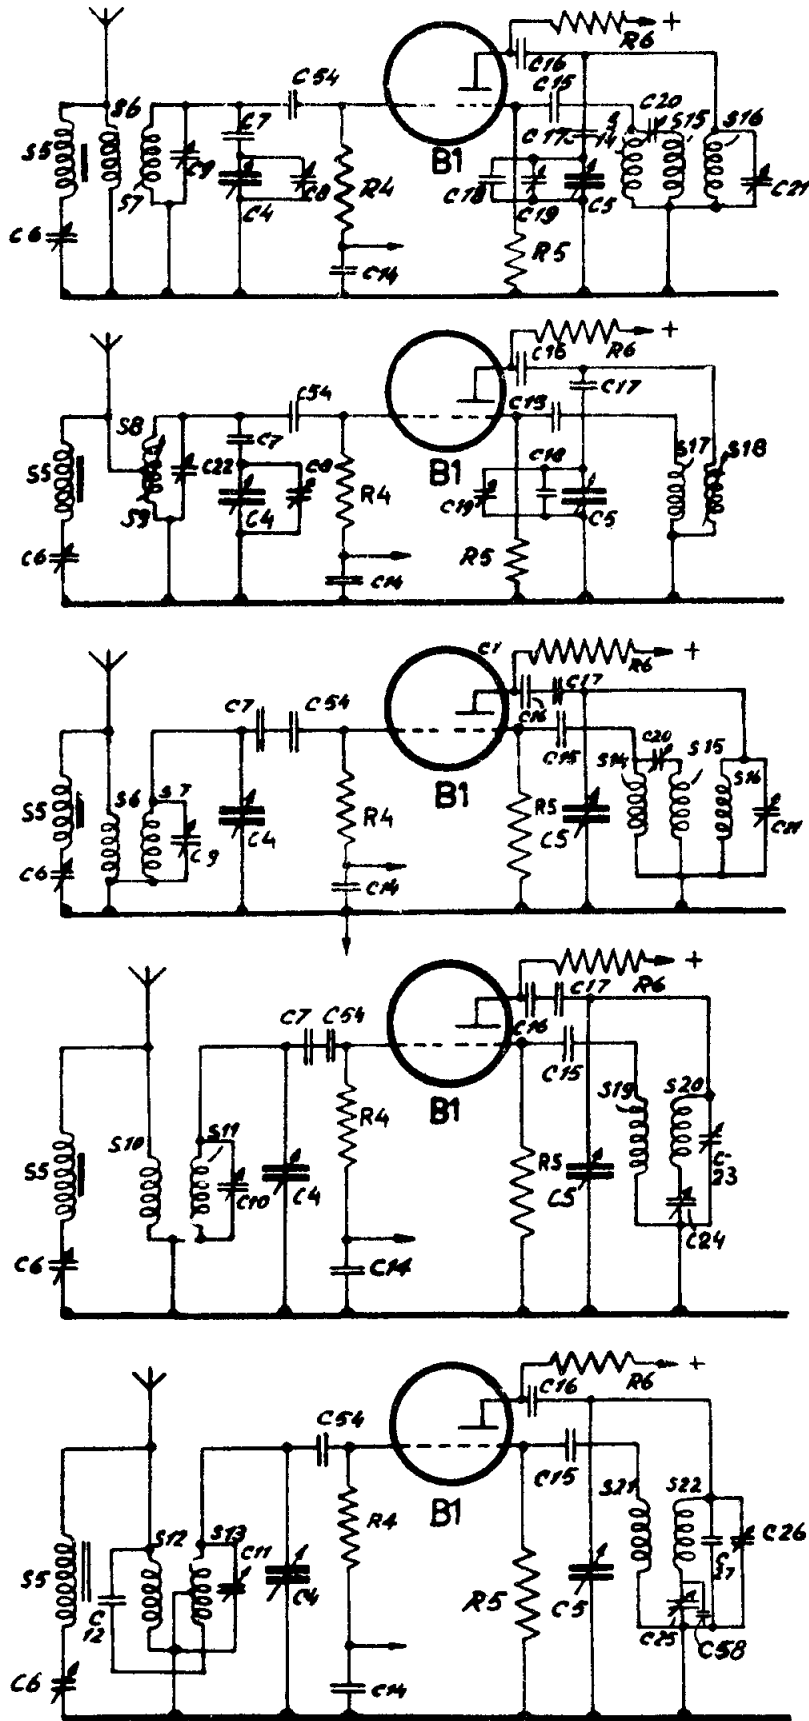 R6 +
C16
C54 C15
S6 C20 S15 S16
C7 C17 S14
S5 C9 C8 B1 C18 C21
S7 C4 R4 C19 C5
C6 R5
C14
C16 R6 +
C17
C54 C15
S8 C7 S17 S18
S5 C22 C8 B1 C18
S9 C4 R4 C19 C5
C6 R5
C14
C1 R6 +
C17
C16
C7 C54 C15 C20 S15
S14
S6 S7 B1 S16
S5 C4 R4 R5 C5 C21
C9
C6 C14
R6 +
C17
C7 C54 C16
C15
S19 S20
S10 S11 R4 B1
S5 C10 C4 R5 C5 C23
C6 C14 C24
C16 R6 +
C54
C15
S21 S22
S12 S13 C11 R4 B1 C26
S5 C4 R5 C5 C27
C12 C25 C58
C6 C14